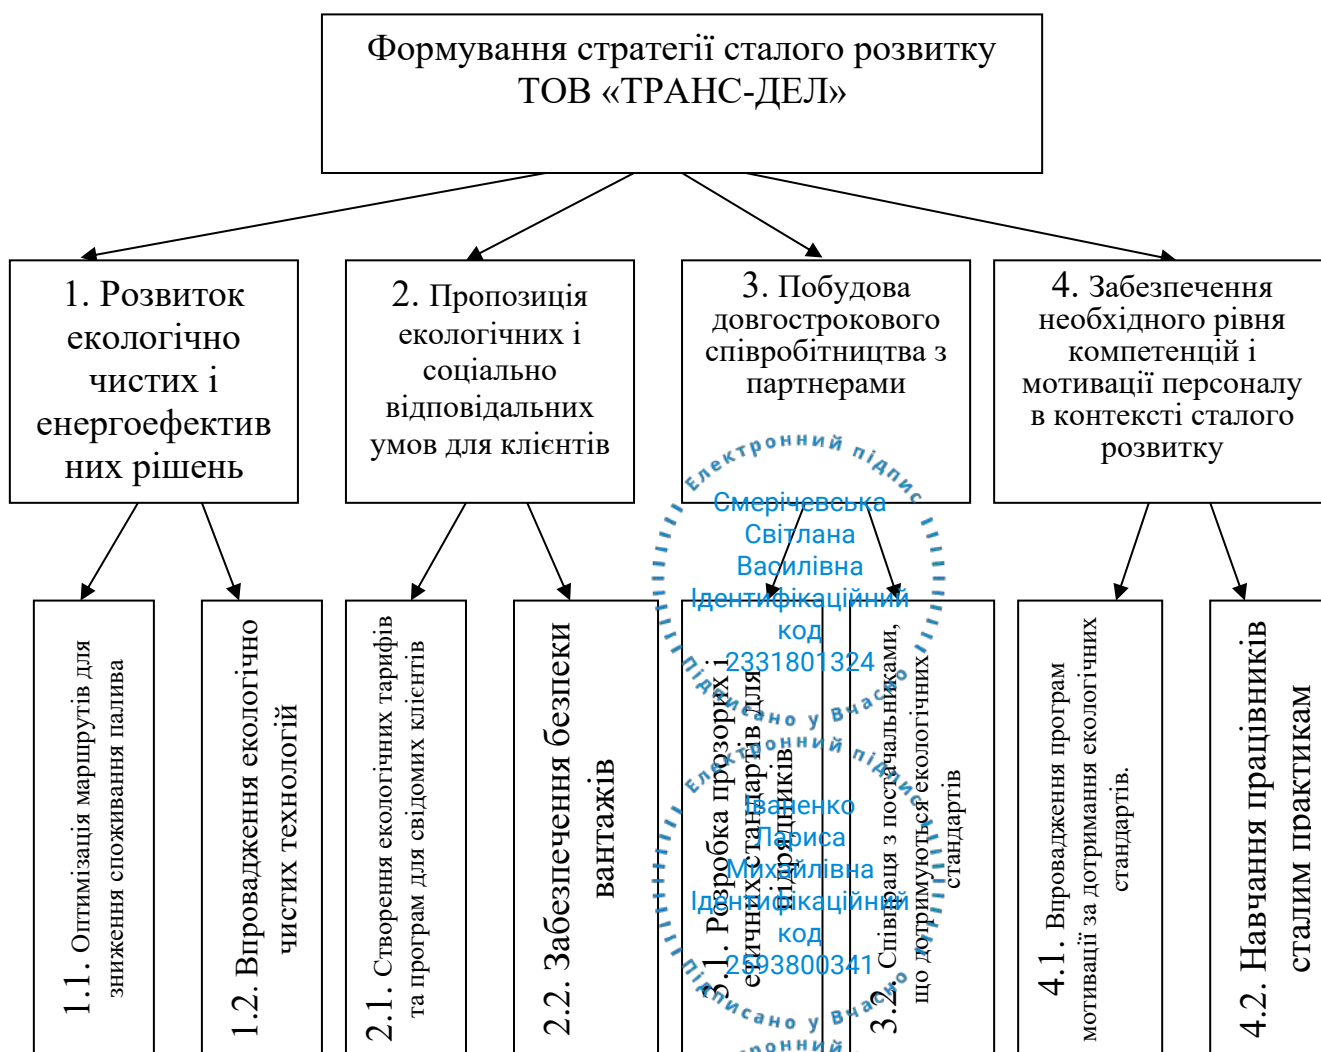 Формування стратегії сталого розвитку
ТОВ «ТРАНС-ДЕЛ»
1. Розвиток
екологічно
чистих і
енергоефектив
них рішень
2. Пропозиція
екологічних і
соціально
відповідальних
умов для клієнтів
3. Побудова
довгострокового
співробітництва з
партнерами
4. Забезпечення
необхідного рівня
компетенцій і
мотивації персоналу
в контексті сталого
розвитку
1.1. Оптимізація маршрутів для
зниження споживання палива
1.2. Впровадження екологічно
чистих технологій
2.1. Створення екологічних тарифів
та програм для свідомих клієнтів
2.2. Забезпечення безпеки
вантажів
3.1. Розробка прозорих і
етичних стандартів для
підрядників
3.2. Співпраця з постачальниками,
що дотримуються екологічних
стандартів
4.1. Впровадження програм
мотивації за дотримання екологічних
стандартів.
4.2. Навчання працівників
сталим практикам
Електронний підпис
Смерічевська
Світлана
Василівна
Ідентифікаційний
код
2331801324
Підписано у Вчасно
Електронний підпис
Іваненко
Лариса
Михайлівна
Ідентифікаційний
код
2593800341
Підписано у Вчасно